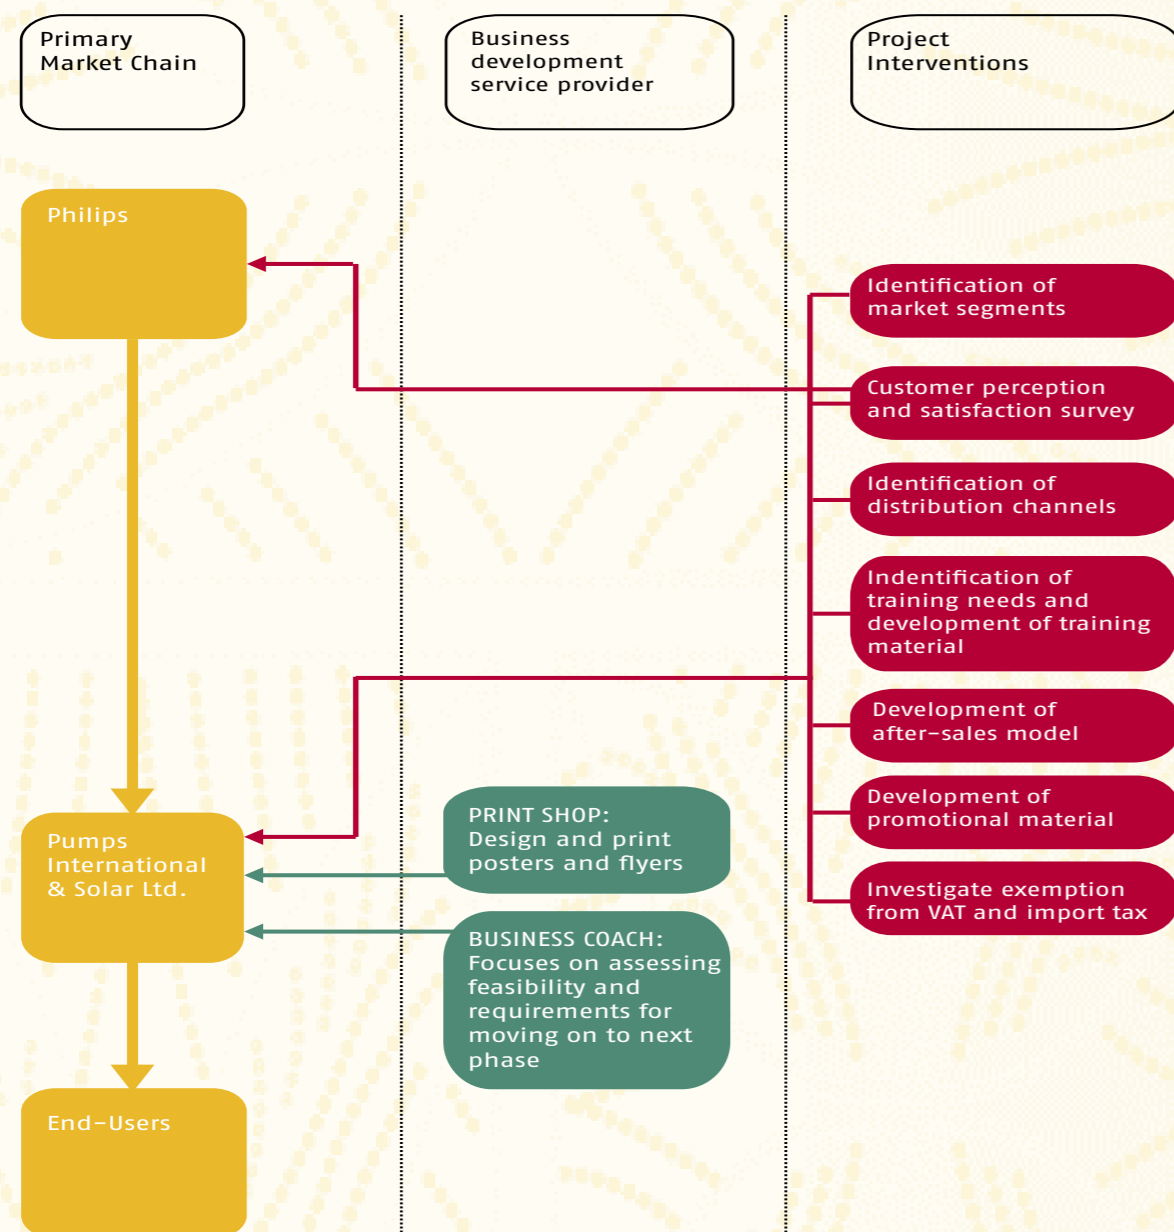 Primary
Market Chain
Business
development
service provider
Project
Interventions
Philips
Identification of
market segments
Customer perception
and satisfaction survey
Identification of
distribution channels
Indentification of
training needs and
development of training
material
Development of
after-sales model
Development of
promotional material
Investigate exemption
from VAT and import tax
Pumps
International
& Solar Ltd.
PRINT SHOP:
Design and print
posters and flyers
BUSINESS COACH:
Focuses on assessing
feasibility and
requirements for
moving on to next
phase
End-Users